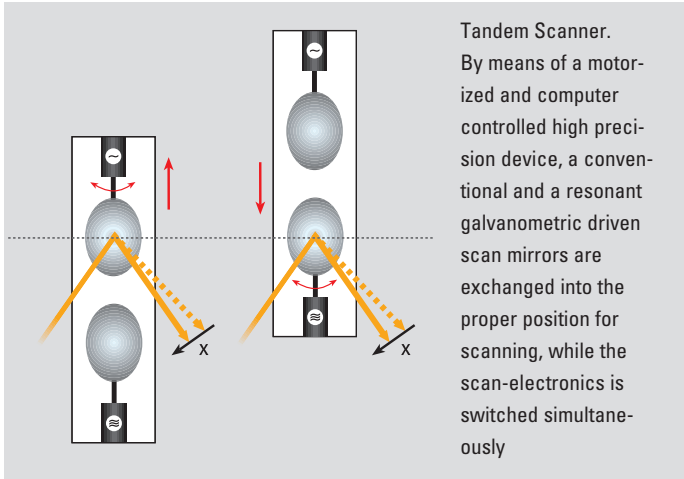 Tandem Scanner.
By means of a motor-
ized and computer
controlled high preci-
sion device, a conven-
tional and a resonant
galvanometric driven
scan mirrors are
exchanged into the
proper position for
scanning, while the
scan-electronics is
switched simultane-
ously
~
≋
X
~
≋
X